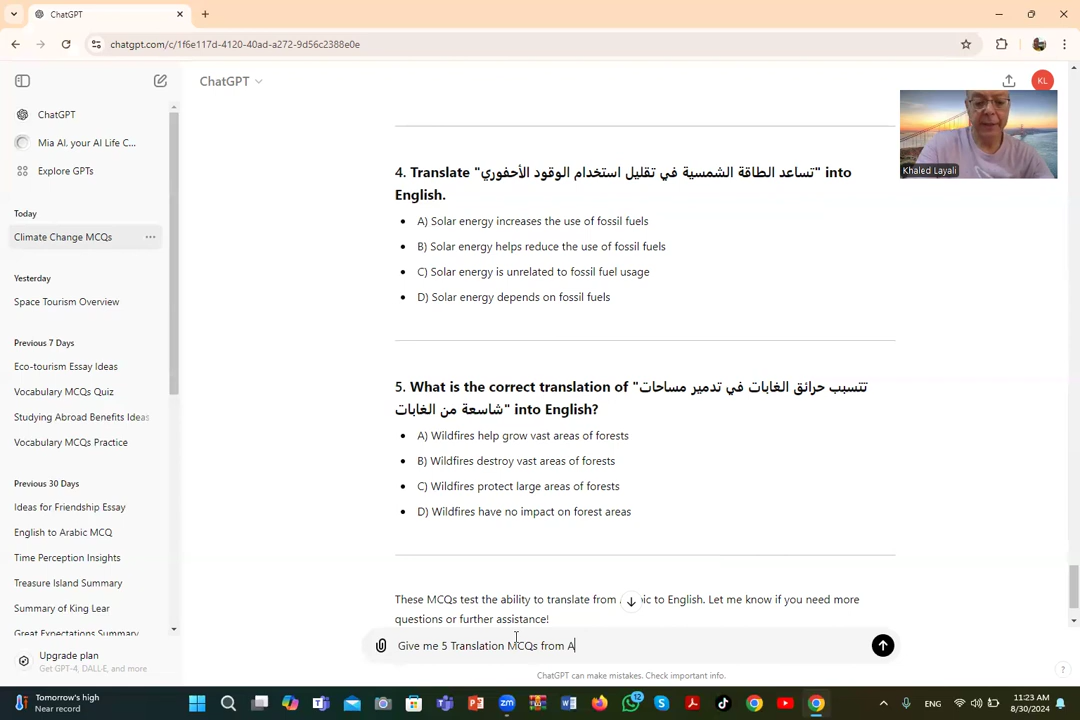 ChatGPT
chatgpt.com/c/1f6e117d-4120-40ad-a272-9d56c2388e0e
ChatGPT
KL
ChatGPT
Mia AI, your AI Life C...
Explore GPTs
Today
Climate Change MCQs
Yesterday
Space Tourism Overview
Previous 7 Days
Eco-tourism Essay Ideas
Vocabulary MCQs Quiz
Studying Abroad Benefits Ideas
Vocabulary MCQs Practice
Previous 30 Days
Ideas for Friendship Essay
English to Arabic MCQ
Time Perception Insights
Treasure Island Summary
Summary of King Lear
Great Expectations Summary
Upgrade plan
Get GPT-4, DALL-E, and more
Khaled Layali
4. Translate "تساعد الطاقة الشمسية في تقليل استخدام الوقود الأحفوري" into
English.
A) Solar energy increases the use of fossil fuels
B) Solar energy helps reduce the use of fossil fuels
C) Solar energy is unrelated to fossil fuel usage
D) Solar energy depends on fossil fuels
5. What is the correct translation of "تتسبب حرائق الغابات في تدمير مساحات
شاسعة من الغابات" into English?
A) Wildfires help grow vast areas of forests
B) Wildfires destroy vast areas of forests
C) Wildfires protect large areas of forests
D) Wildfires have no impact on forest areas
These MCQs test the ability to translate from to English. Let me know if you need more
questions or further assistance!
Give me 5 Translation MCQs from A
ChatGPT can make mistakes. Check important info.
?
Tomorrow's high
Near record
12
ENG
11:23 AM
8/30/2024